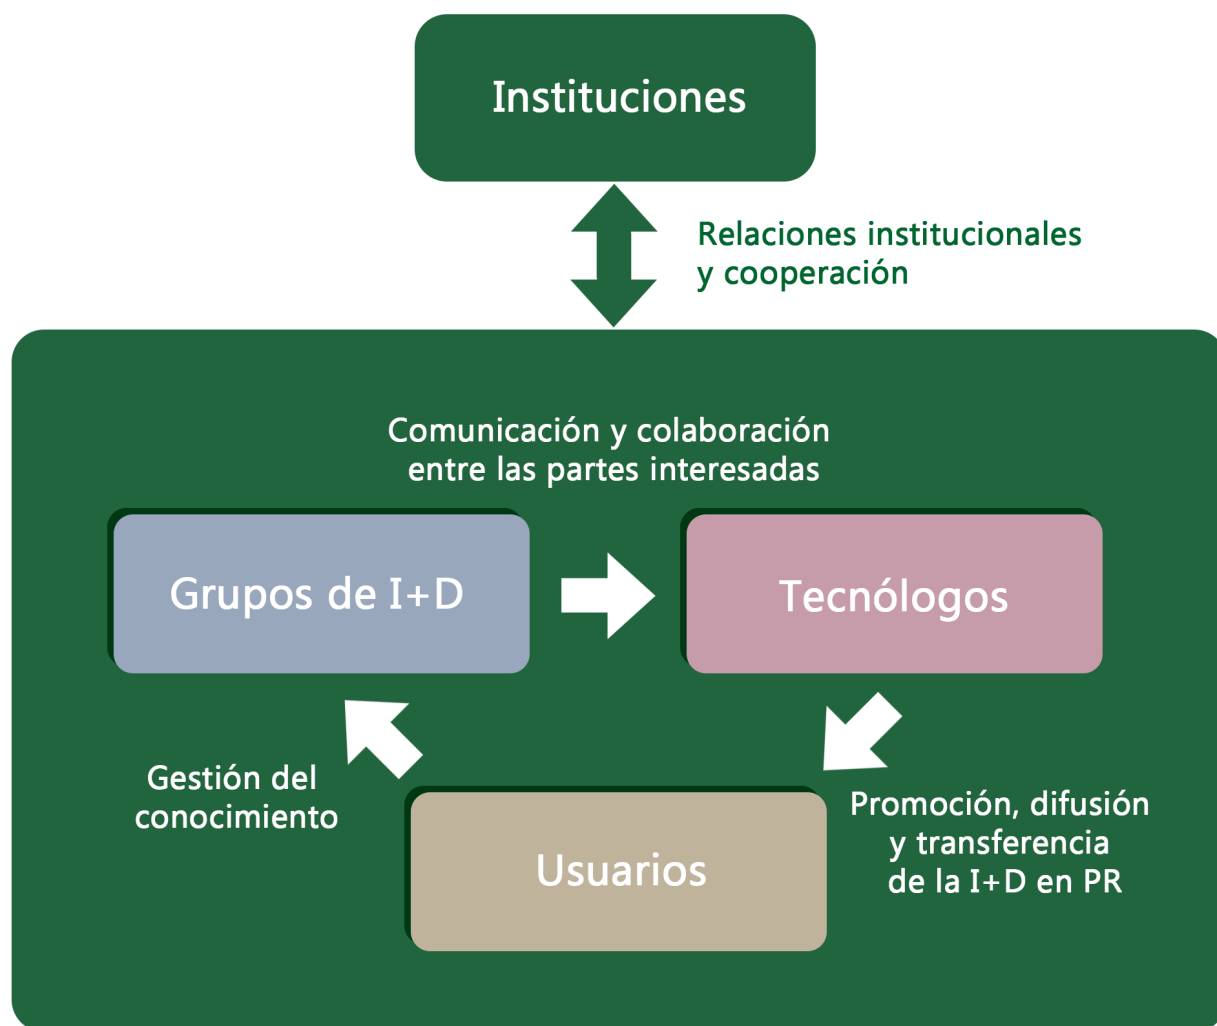 Instituciones
Relaciones institucionales
y cooperación
Comunicación y colaboración
entre las partes interesadas
Grupos de I+D
Tecnólogos
Gestión del
conocimiento
Usuarios
Promoción, difusión
y transferencia
de la I+D en PR